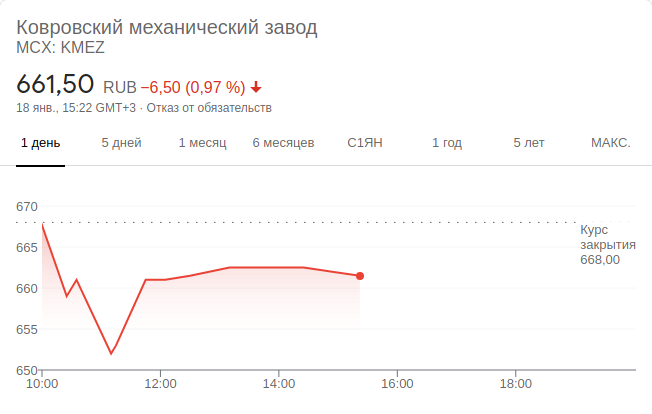 Ковровский механический завод
MCX: KMEZ
661,50 RUB −6,50 (0,97 %)
18 янв., 15:22 GMT+3 · Отказ от обязательств
1 день 5 дней 1 месяц 6 месяцев С1ЯН 1 год 5 лет МАКС.
670
Курс
закрытия
668,00
665
660
655
650
10:00 12:00 14:00 16:00 18:00